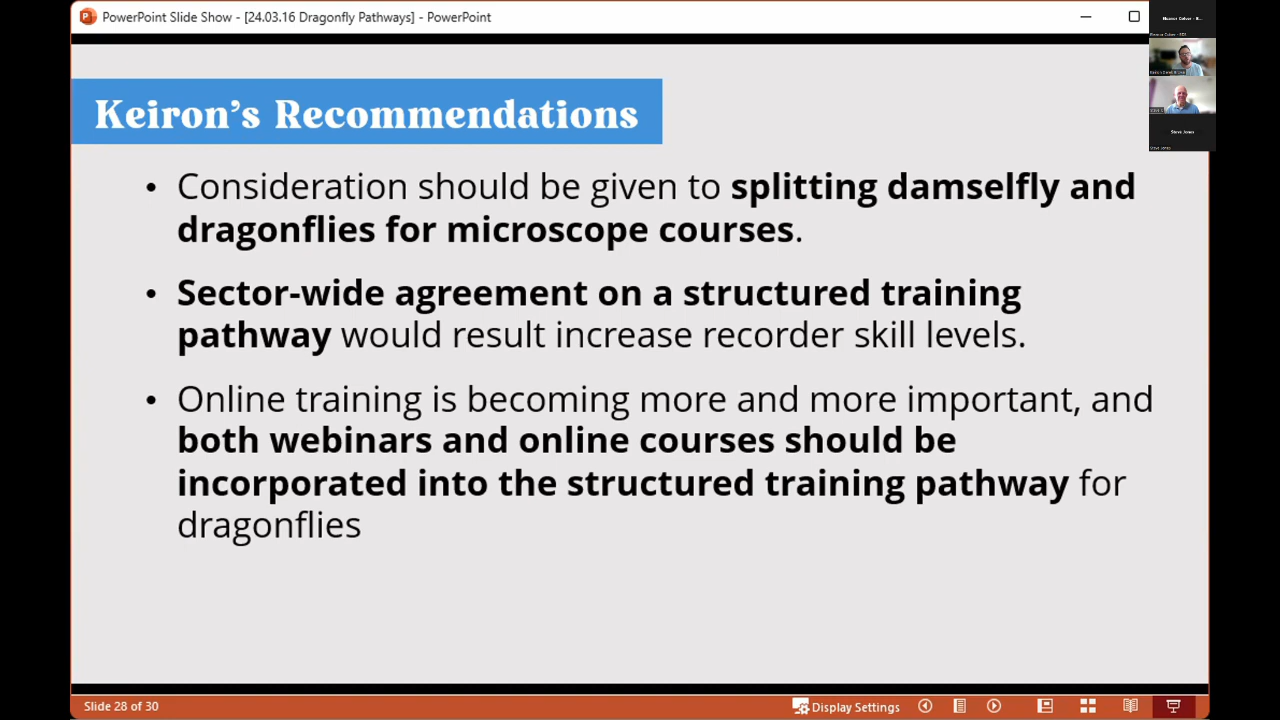 PowerPoint Slide Show - [24.03.16 Dragonfly Pathways] - PowerPoint
Keiron's Recommendations
• Consideration should be given to splitting damselfly and
dragonflies for microscope courses.
• Sector-wide agreement on a structured training
pathway would result increase recorder skill levels.
• Online training is becoming more and more important, and
both webinars and online courses should be
incorporated into the structured training pathway for
dragonflies
Steve Jones
Slide 28 of 30
Display Settings